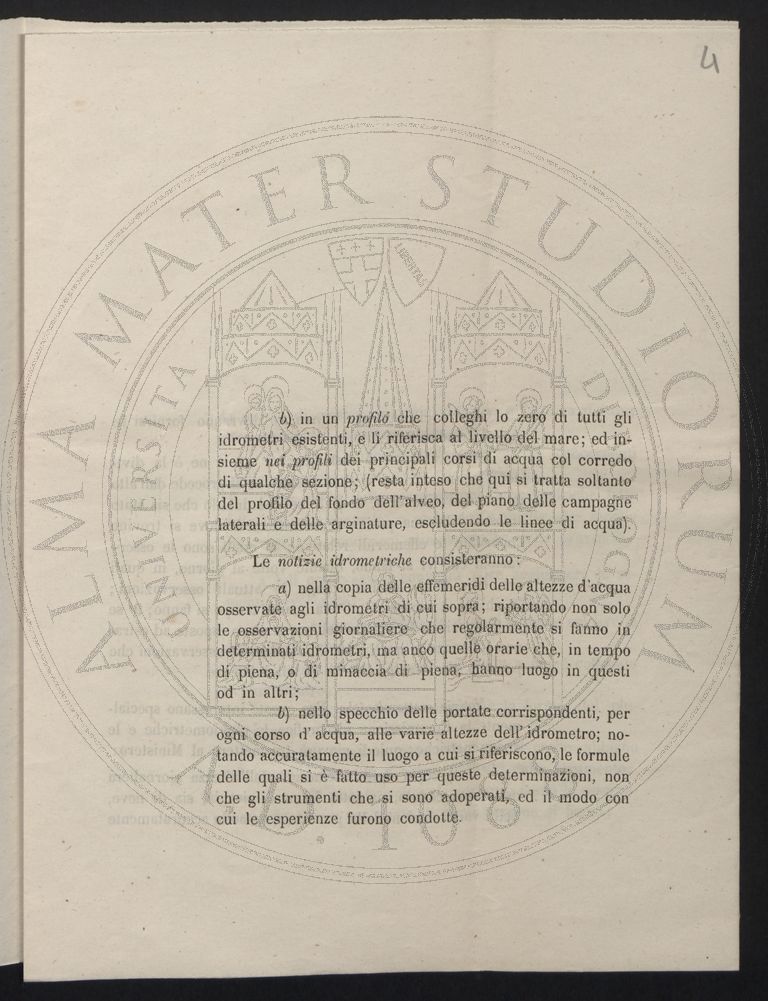 4
ALMA MATER STUDIORUM
LIBERTAS
UNIVERSITÀ DI BOLOGNA
b) in un profilo che colleghi lo zero di tutti gli
idrometri esistenti, e li riferisca al livello del mare; ed in-
sieme nei profili dei principali corsi di acqua col corredo
di qualche sezione; (resta inteso che qui si tratta soltanto
del profilo del fondo dell'alveo, del piano delle campagne
laterali e delle arginature, escludendo le linee di acqua).
Le notizie idrometriche consisteranno:
a) nella copia delle effemeridi delle altezze d'acqua
osservate agli idrometri di cui sopra; riportando non solo
le osservazioni giornaliere che regolarmente si fanno in
determinati idrometri, ma anco quelle orarie che, in tempo
di piena, o di minaccia di piena, hanno luogo in questi
od in altri;
b) nello specchio delle portate corrispondenti, per
ogni corso d'acqua, alle varie altezze dell'idrometro; no-
tando accuratamente il luogo a cui si riferiscono, le formule
delle quali si è fatto uso per queste determinazioni, non
che gli strumenti che si sono adoperati, ed il modo con
cui le esperienze furono condotte.
A.D. 1088